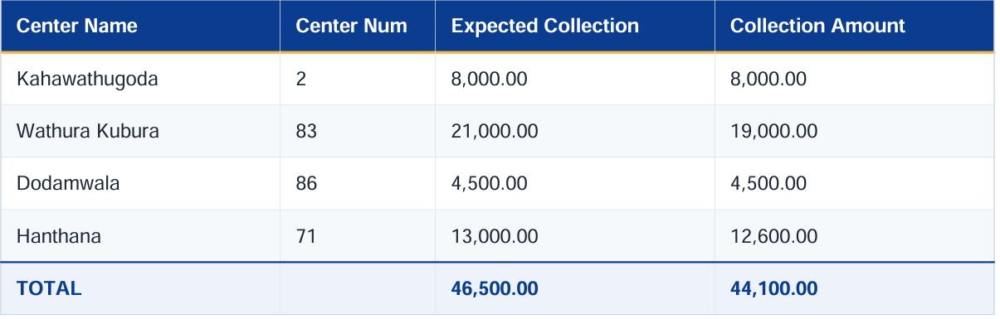 Center Name Center Num Expected Collection Collection Amount
Kahawathugoda 2 8,000.00 8,000.00
Wathura Kubura 83 21,000.00 19,000.00
Dodamwala 86 4,500.00 4,500.00
Hanthana 71 13,000.00 12,600.00
TOTAL 46,500.00 44,100.00